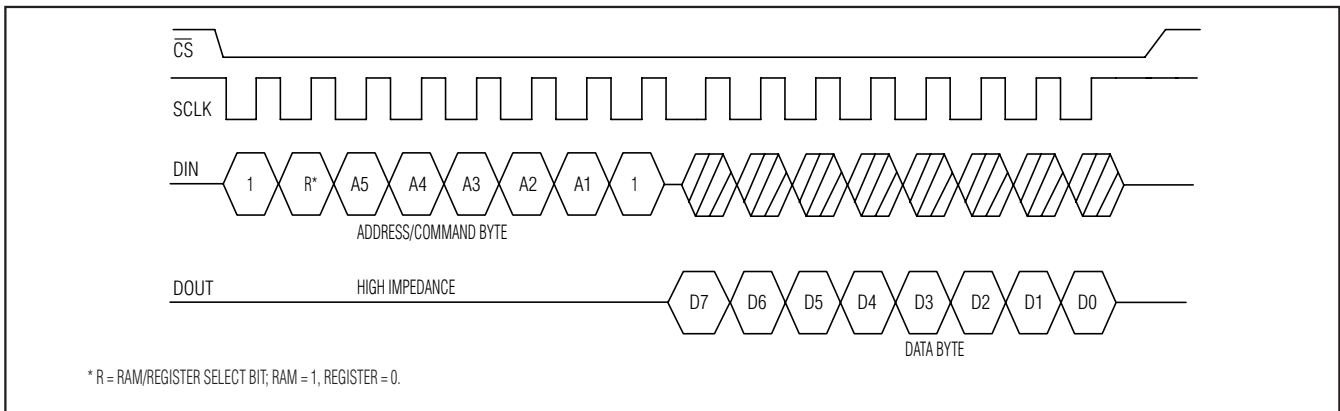 C̅S̅
SCLK
DIN
1 R* A5 A4 A3 A2 A1 1
ADDRESS/COMMAND BYTE
DOUT
HIGH IMPEDANCE
D7 D6 D5 D4 D3 D2 D1 D0
DATA BYTE
* R = RAM/REGISTER SELECT BIT; RAM = 1, REGISTER = 0.